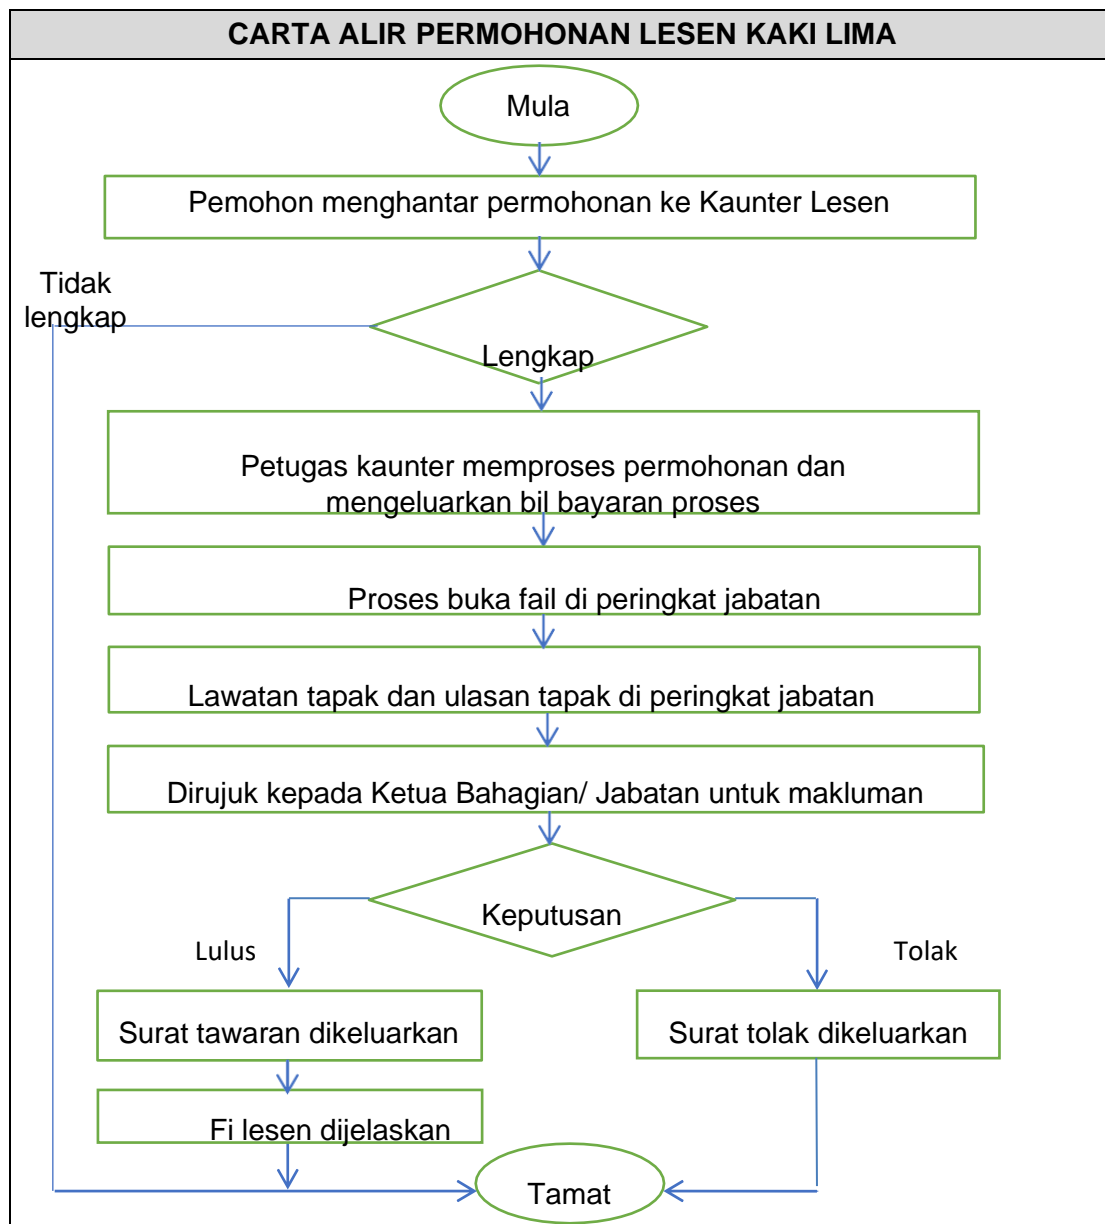 CARTA ALIR PERMOHONAN LESEN KAKI LIMA
Mula
Pemohon menghantar permohonan ke Kaunter Lesen
Tidak
lengkap
Lengkap
Petugas kaunter memproses permohonan dan
mengeluarkan bil bayaran proses
Proses buka fail di peringkat jabatan
Lawatan tapak dan ulasan tapak di peringkat jabatan
Dirujuk kepada Ketua Bahagian/ Jabatan untuk makluman
Keputusan
Lulus
Tolak
Surat tawaran dikeluarkan
Surat tolak dikeluarkan
Fi lesen dijelaskan
Tamat